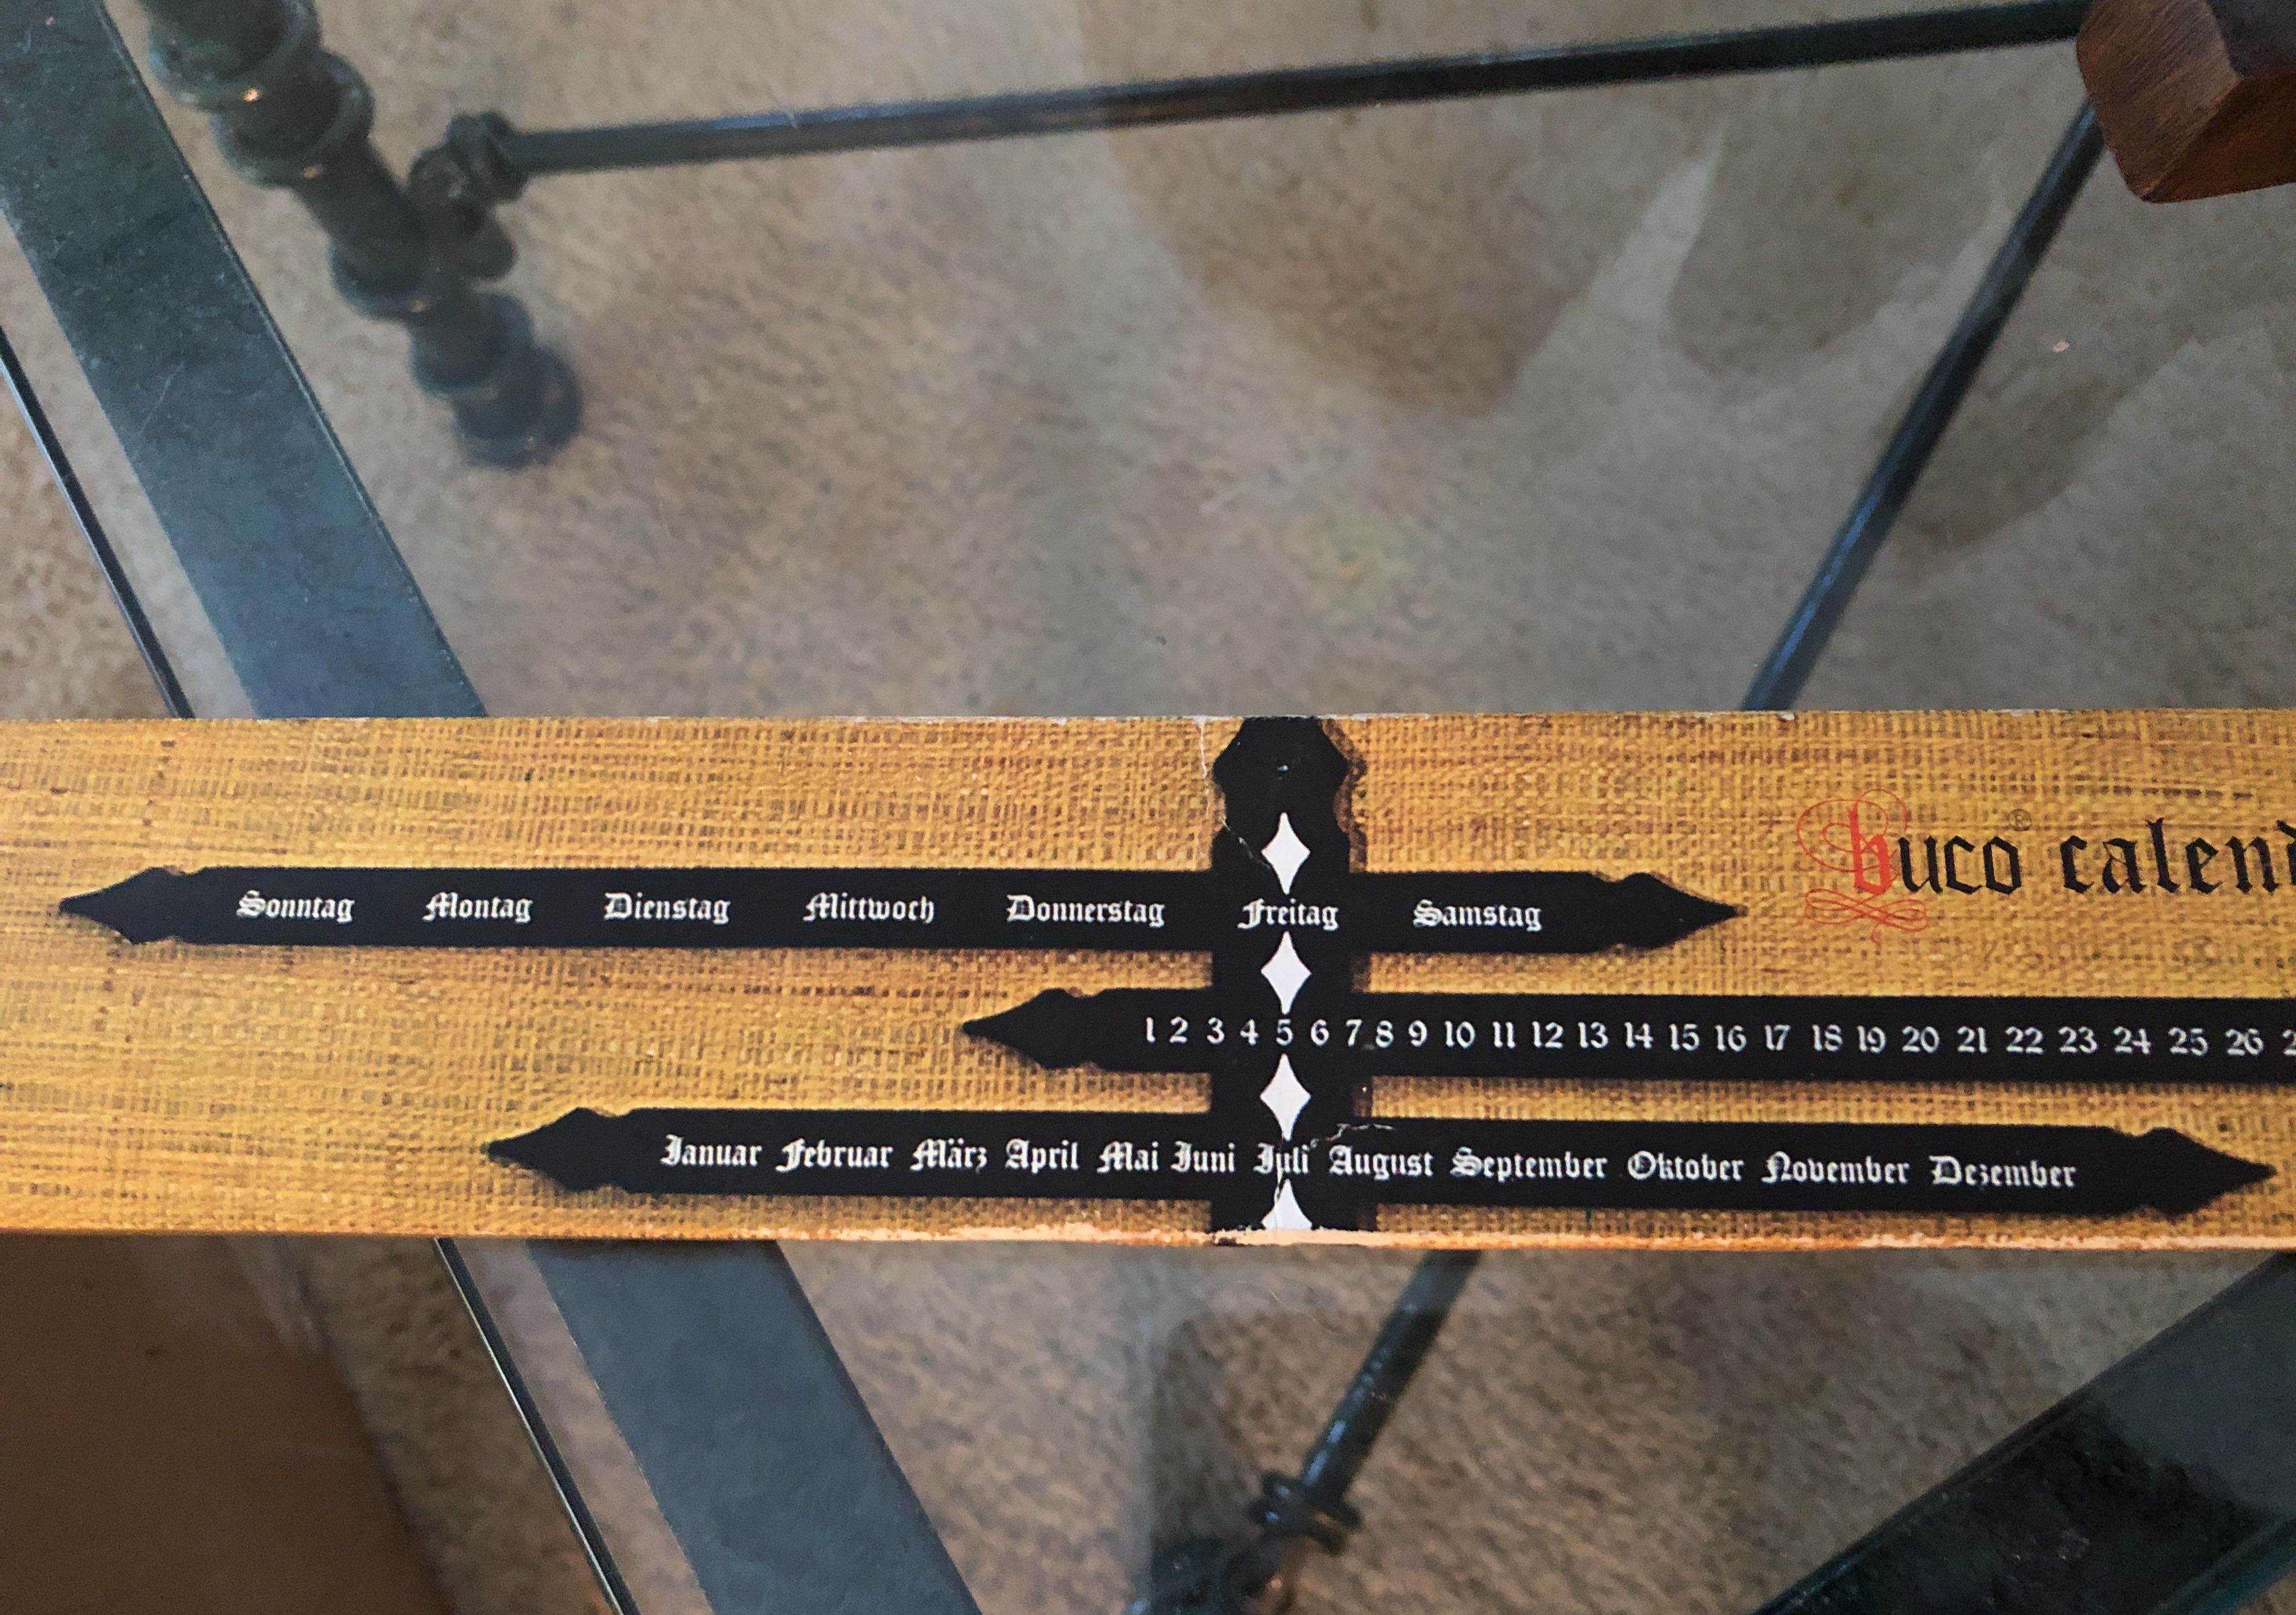 buco® calend
Sonntag Montag Dienstag Mittwoch Donnerstag Freitag Samstag
1 2 3 4 5 6 7 8 9 10 11 12 13 14 15 16 17 18 19 20 21 22 23 24 25 26 2
Januar Februar März April Mai Juni Juli August September Oktober November Dezember